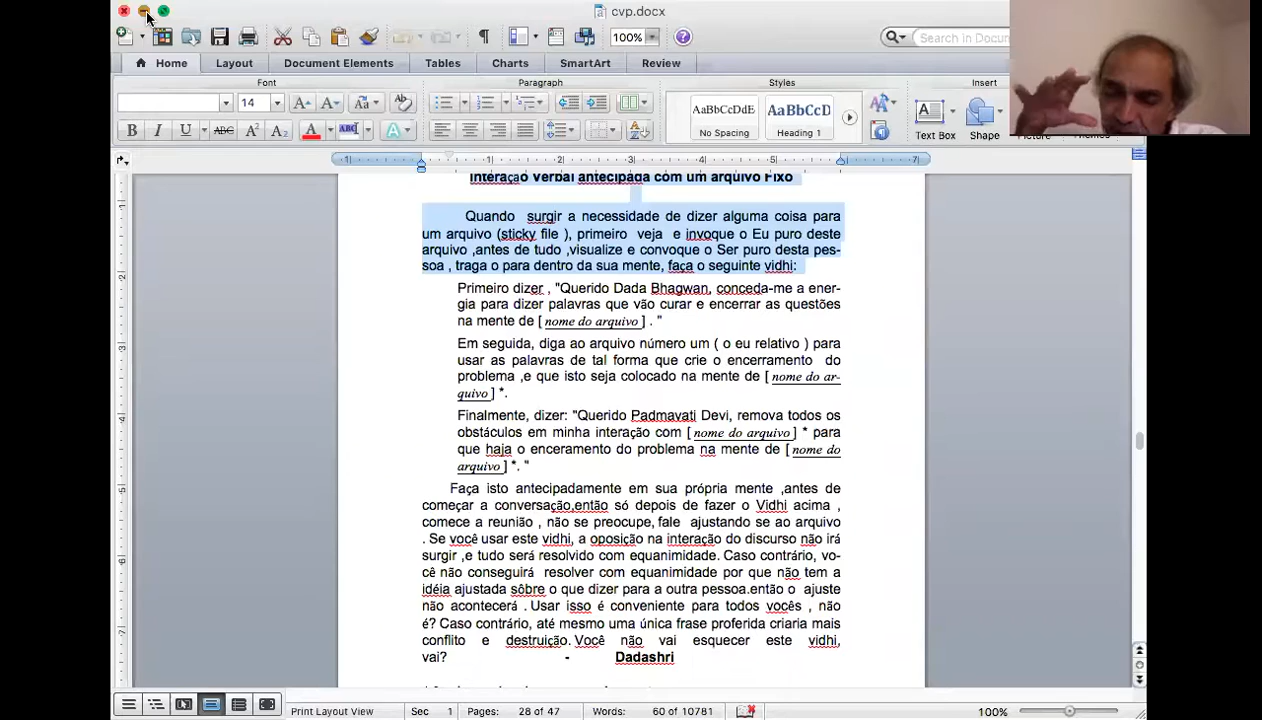 cvp.docx
100%
Search in Docum
Home
Layout
Document Elements
Tables
Charts
SmartArt
Review
Font
Paragraph
Styles
Insert
14
AaBbCcDdE
AaBbCcD
No Spacing
Heading 1
Text Box
Shape
Themes
Interação Verbal antecipada com um arquivo Fixo
Quando surgir a necessidade de dizer alguma coisa para
um arquivo (sticky file ), primeiro veja e invoque o Eu puro deste
arquivo ,antes de tudo ,visualize e convoque o Ser puro desta pes-
soa , traga o para dentro da sua mente, faça o seguinte vidhi:
Primeiro dizer , "Querido Dada Bhagwan, conceda-me a ener-
gia para dizer palavras que vão curar e encerrar as questões
na mente de [ nome do arquivo ] . "
Em seguida, diga ao arquivo número um ( o eu relativo ) para
usar as palavras de tal forma que crie o encerramento do
problema ,e que isto seja colocado na mente de [ nome do ar-
quivo ] *.
Finalmente, dizer: "Querido Padmavati Devi, remova todos os
obstáculos em minha interação com [ nome do arquivo ] * para
que haja o enceramento do problema na mente de [ nome do
arquivo ] *. "
Faça isto antecipadamente em sua própria mente ,antes de
começar a conversação,então só depois de fazer o Vidhi acima ,
comece a reunião , não se preocupe, fale ajustando se ao arquivo
. Se você usar este vidhi, a oposição na interação do discurso não irá
surgir ,e tudo será resolvido com equanimidade. Caso contrário, vo-
cê não conseguirá resolver com equanimidade por que não tem a
idéia ajustada sôbre o que dizer para a outra pessoa.então o ajuste
não acontecerá . Usar isso é conveniente para todos vocês , não
é? Caso contrário, até mesmo uma única frase proferida criaria mais
conflito e destruição. Você não vai esquecer este vidhi,
vai? - Dadashri
Print Layout View
Sec 1
Pages: 28 of 47
Words: 60 of 10781
100%